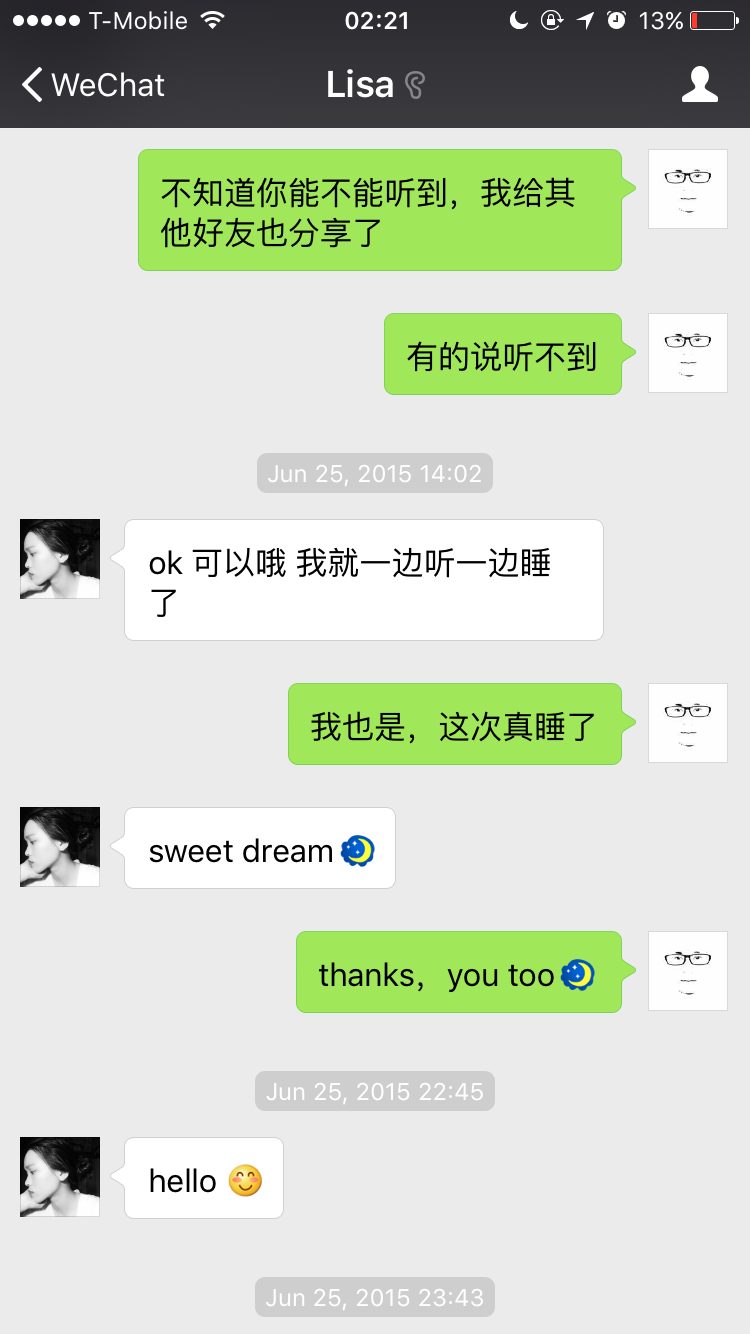 T-Mobile 02:21 13%
WeChat Lisa
不知道你能不能听到，我给其
他好友也分享了
有的说听不到
Jun 25, 2015 14:02
ok 可以哦 我就一边听一边睡
了
我也是，这次真睡了
sweet dream🌙
thanks，you too🌙
Jun 25, 2015 22:45
hello 😊
Jun 25, 2015 23:43